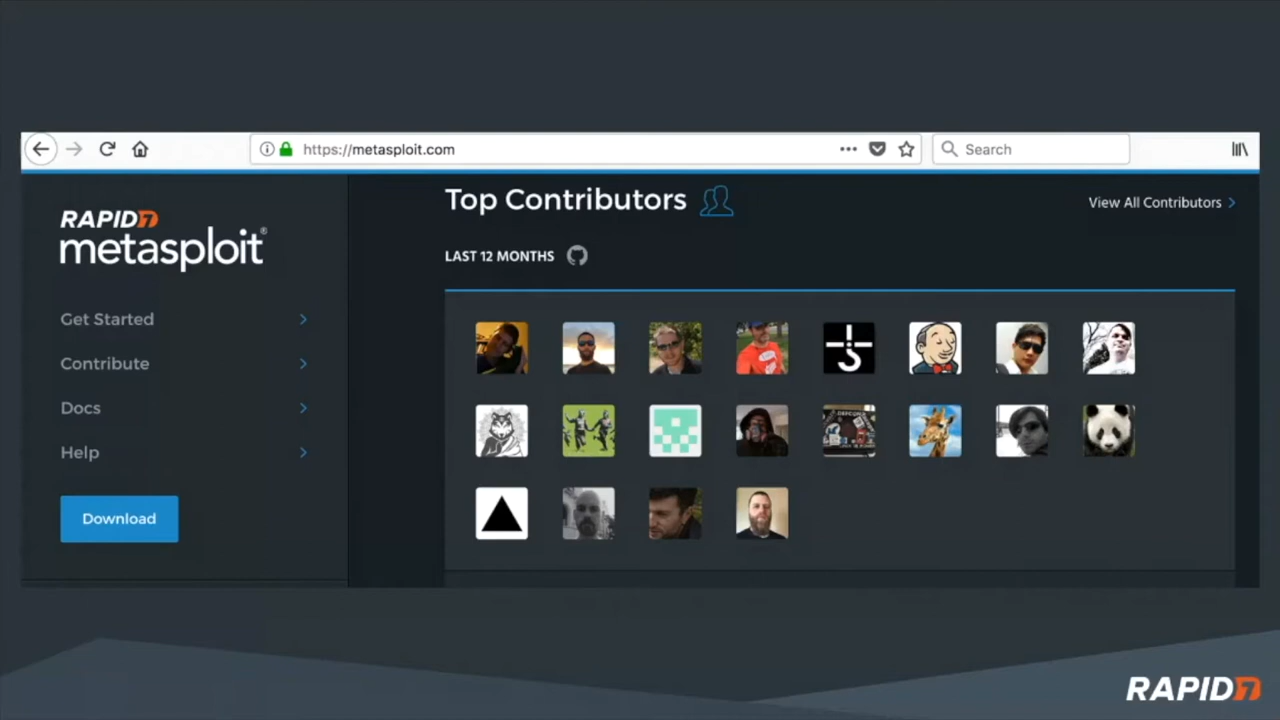 https://metasploit.com
Search
RAPID7
metasploit®
Get Started
Contribute
Docs
Help
Download
Top Contributors
View All Contributors
LAST 12 MONTHS
RAPID7